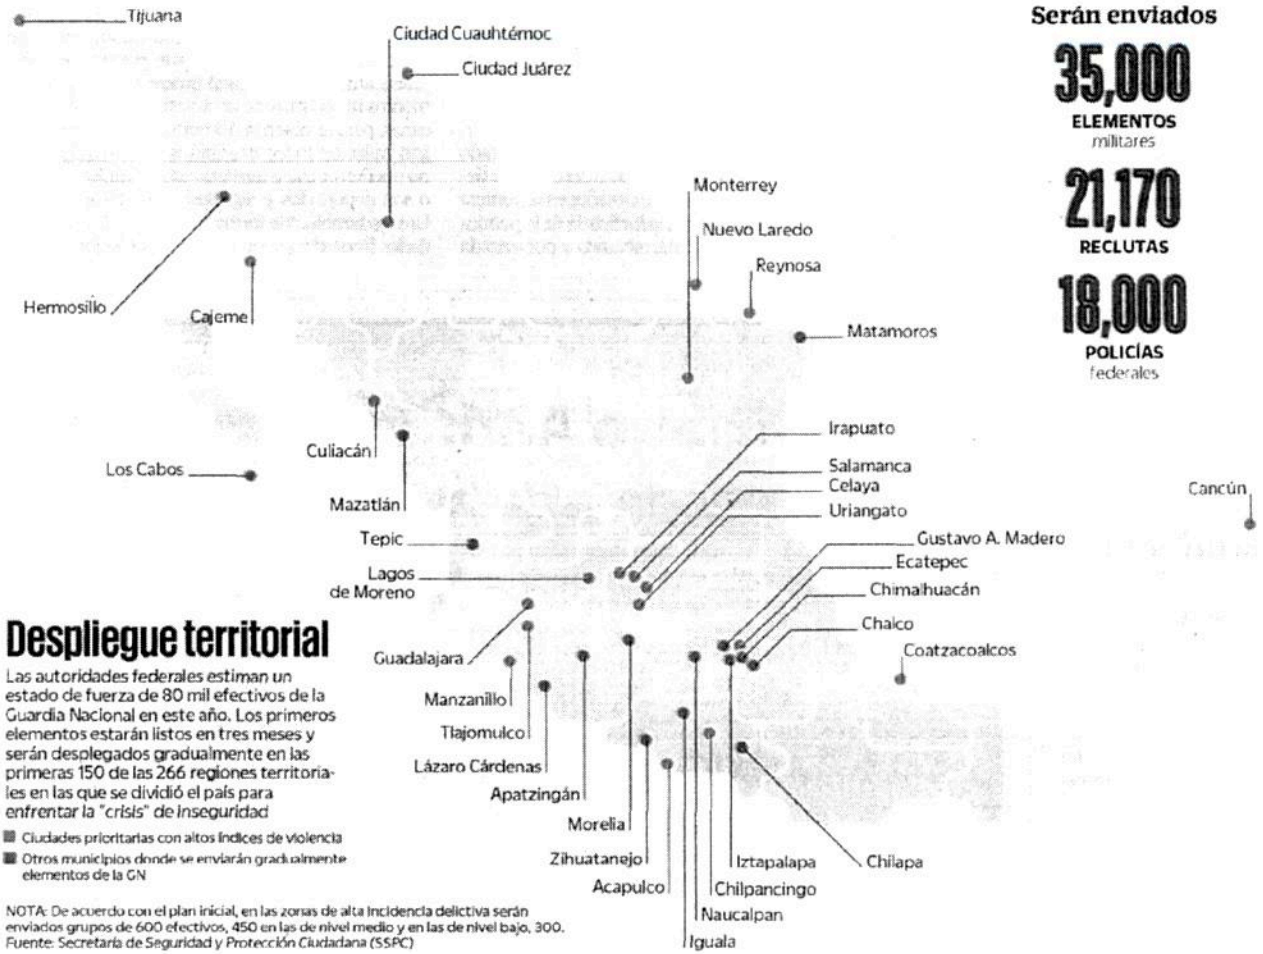 Tijuana
Ciudad Cuauhtémoc
Ciudad Juárez
Serán enviados
35,000
ELEMENTOS
militares
21,170
RECLUTAS
18,000
POLICÍAS
federales
Monterrey
Nuevo Laredo
Reynosa
Hermosillo
Cajeme
Matamoros
Culiacán
Los Cabos
Mazatlán
Irapuato
Salamanca
Celaya
Uriangato
Cancún
Tepic
Gustavo A. Madero
Ecatepec
Lagos
de Moreno
Chimalhuacán
Chalco
Guadalajara
Coatzacoalcos
Manzanillo
Tlajomulco
Lázaro Cárdenas
Apatzingán
Morelia
Zihuatanejo
Iztapalapa
Chilapa
Acapulco
Chilpancingo
Naucalpan
Iguala
Despliegue territorial
Las autoridades federales estiman un
estado de fuerza de 80 mil efectivos de la
Guardia Nacional en este año. Los primeros
elementos estarán listos en tres meses y
serán desplegados gradualmente en las
primeras 150 de las 266 regiones territoria-
les en las que se dividió el país para
enfrentar la "crisis" de inseguridad
Ciudades prioritarias con altos índices de violencia
Otros municipios donde se enviarán gradualmente
elementos de la GN
NOTA: De acuerdo con el plan inicial, en las zonas de alta incidencia delictiva serán
enviados grupos de 600 efectivos, 450 en las de nivel medio y en las de nivel bajo, 300.
Fuente: Secretaría de Seguridad y Protección Ciudadana (SSPC)